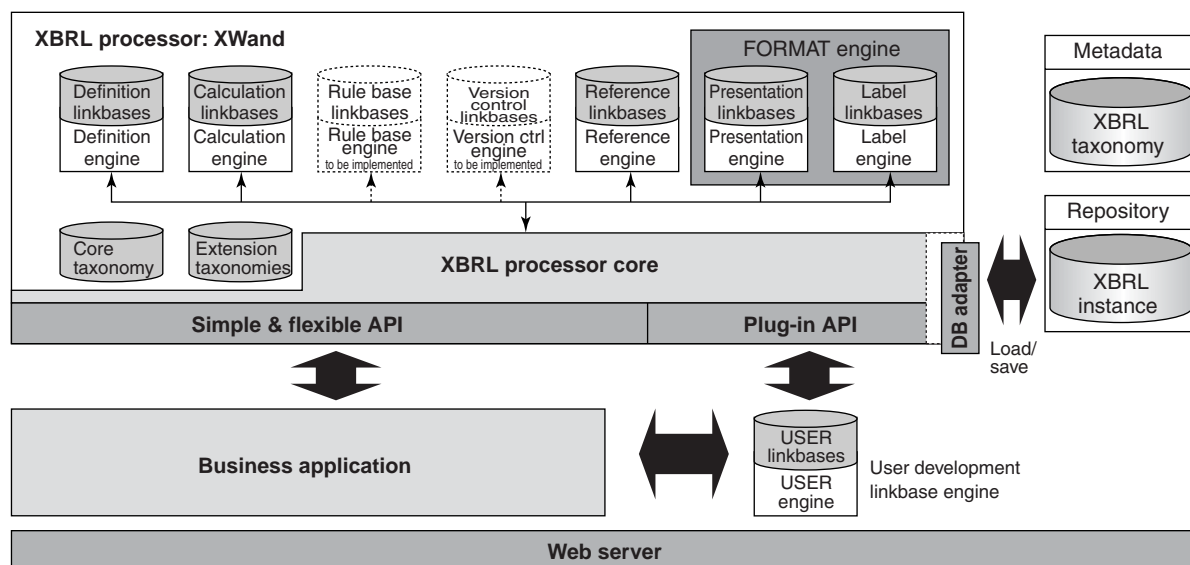 XBRL processor: XWand
FORMAT engine
Definition
linkbases
Definition
engine
Calculation
linkbases
Calculation
engine
Rule base
linkbases
Rule base
engine
to be implemented
Version
control
linkbases
Version ctrl
engine
to be implemented
Reference
linkbases
Reference
engine
Presentation
linkbases
Presentation
engine
Label
linkbases
Label
engine
Metadata
XBRL
taxonomy
Core
taxonomy
Extension
taxonomies
XBRL processor core
DB adapter
Repository
XBRL
instance
Simple & flexible API
Plug-in API
Load/
save
Business application
USER
linkbases
USER
engine
User development
linkbase engine
Web server